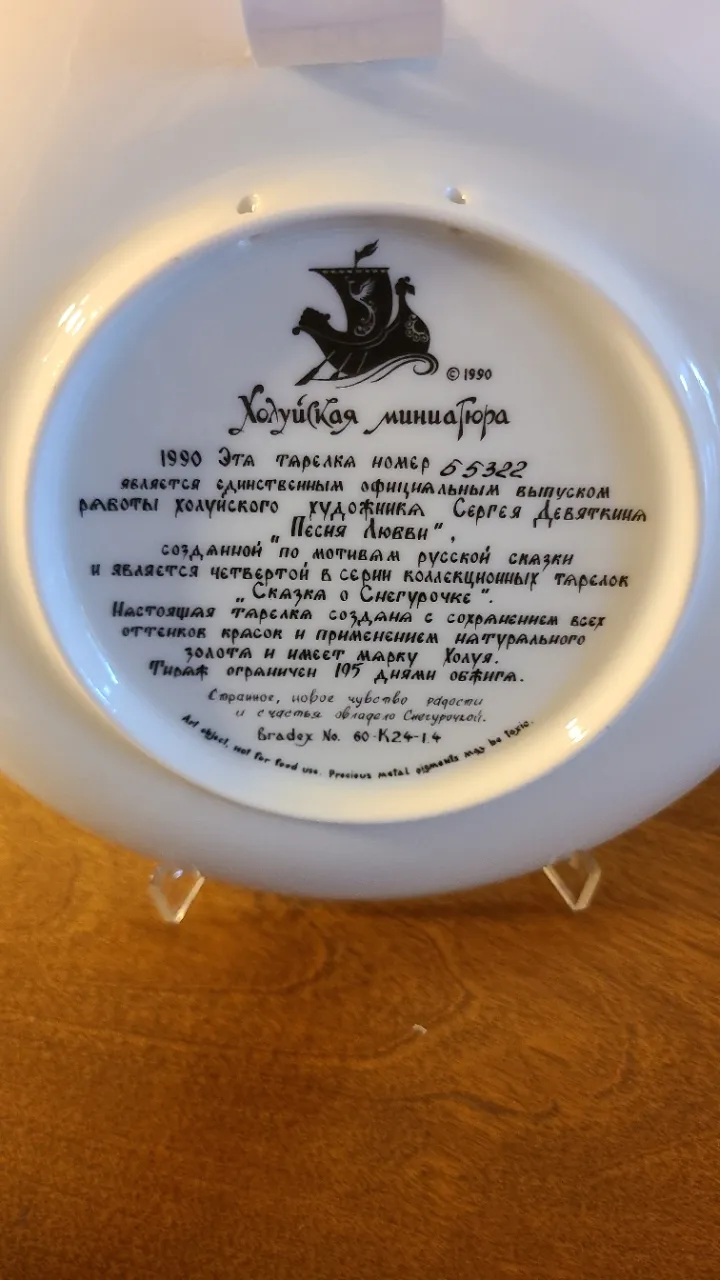 © 1990
Холуйская миниатюра
1990 Эта тарелка номер 55322
является единственным официальным выпуском
работы холуйского художника Сергея Девяткина
„Песня Любви",
созданной по мотивам русской сказки
и является четвертой в серии коллекционных тарелок
„Сказка о Снегурочке".
Настоящая тарелка создана с сохранением всех
оттенков красок и применением натурального
золота и имеет марку Холуя.
Тираж ограничен 195 днями обжига.
Странное, новое чувство радости
и счастья овладело Снегурочкой.
Bradex No. 60-K24-1.4
Art object, not for food use. Precious metal pigments may be toxic.